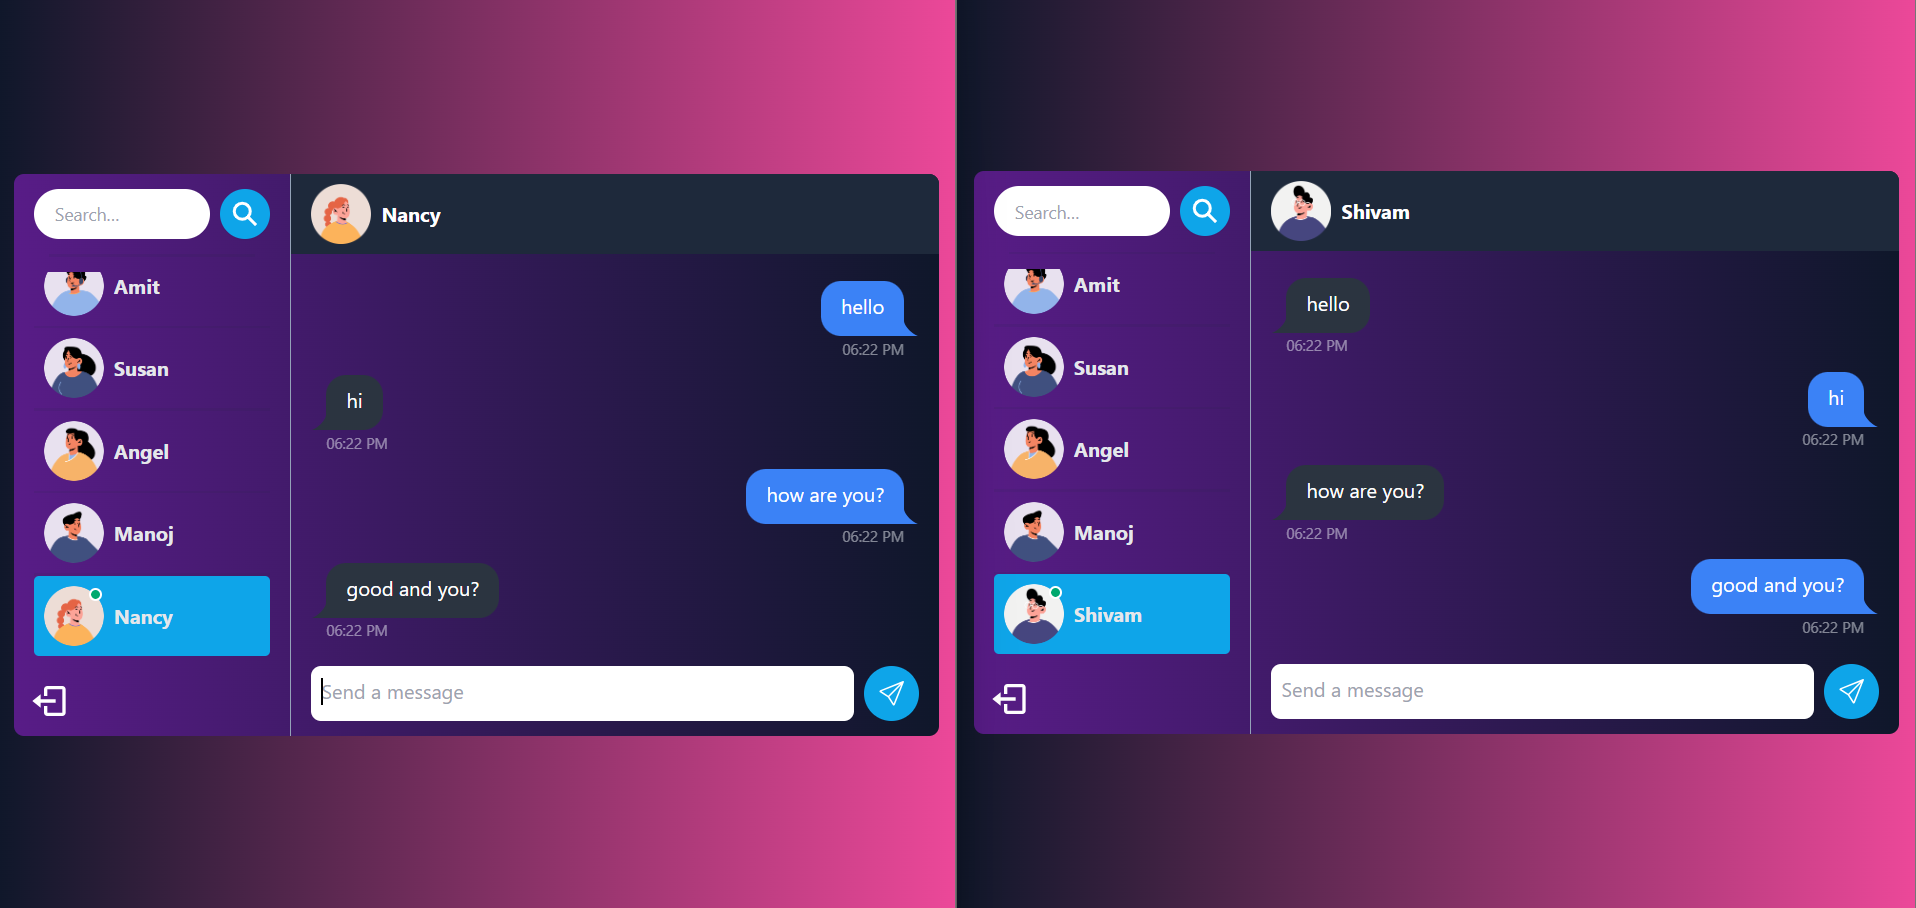 Search...
Amit
Susan
Angel
Manoj
Nancy
Nancy
hello
06:22 PM
hi
06:22 PM
how are you?
06:22 PM
good and you?
06:22 PM
Send a message
Search...
Amit
Susan
Angel
Manoj
Shivam
Shivam
hello
06:22 PM
hi
06:22 PM
how are you?
06:22 PM
good and you?
06:22 PM
Send a message